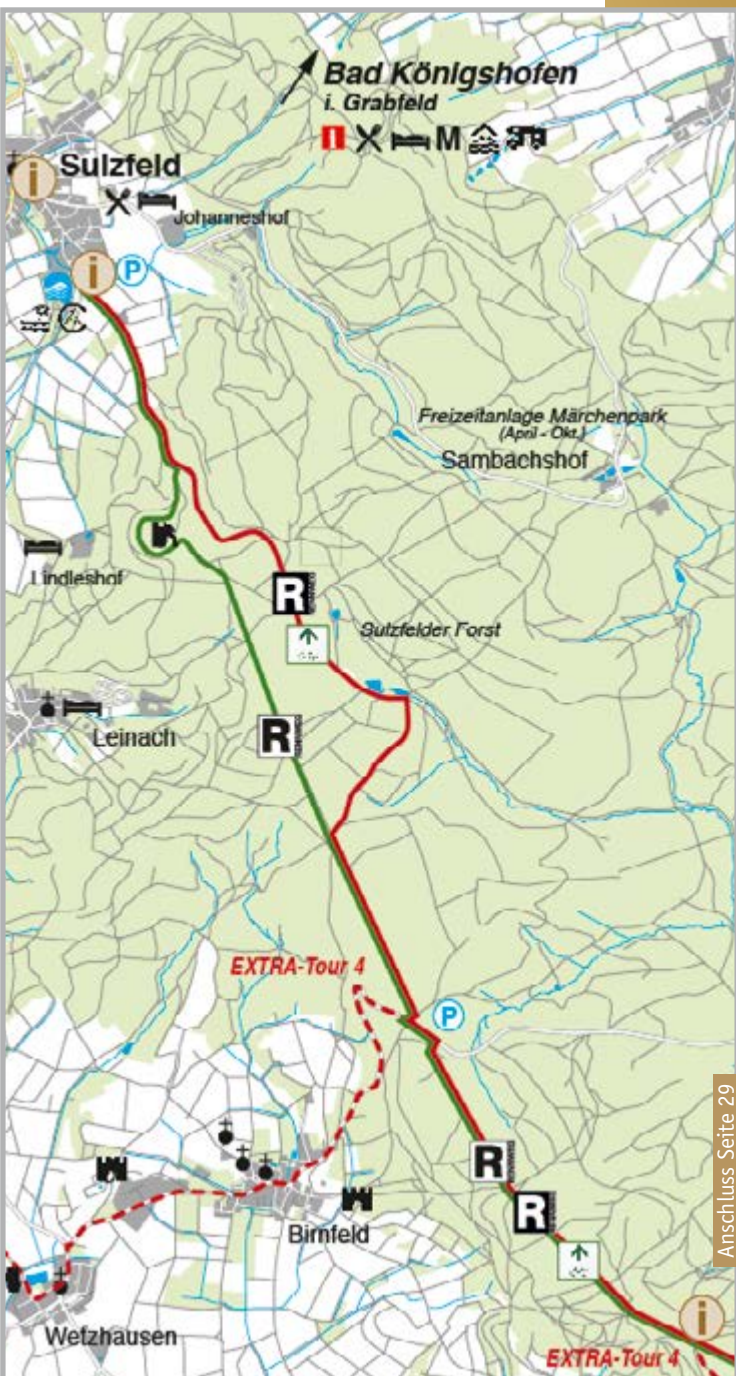 Bad Königshofen
i. Grabfeld
M
i
Sulzfeld
Johanneshof
i
P
Freizeitanlage Märchenpark
(April - Okt.)
Sambachshof
Lindleshof
R
Sulzfelder Forst
R
Leinach
EXTRA-Tour 4
P
R
R
Birnfeld
Anschluss Seite 29
i
Wetzhausen
EXTRA-Tour 4